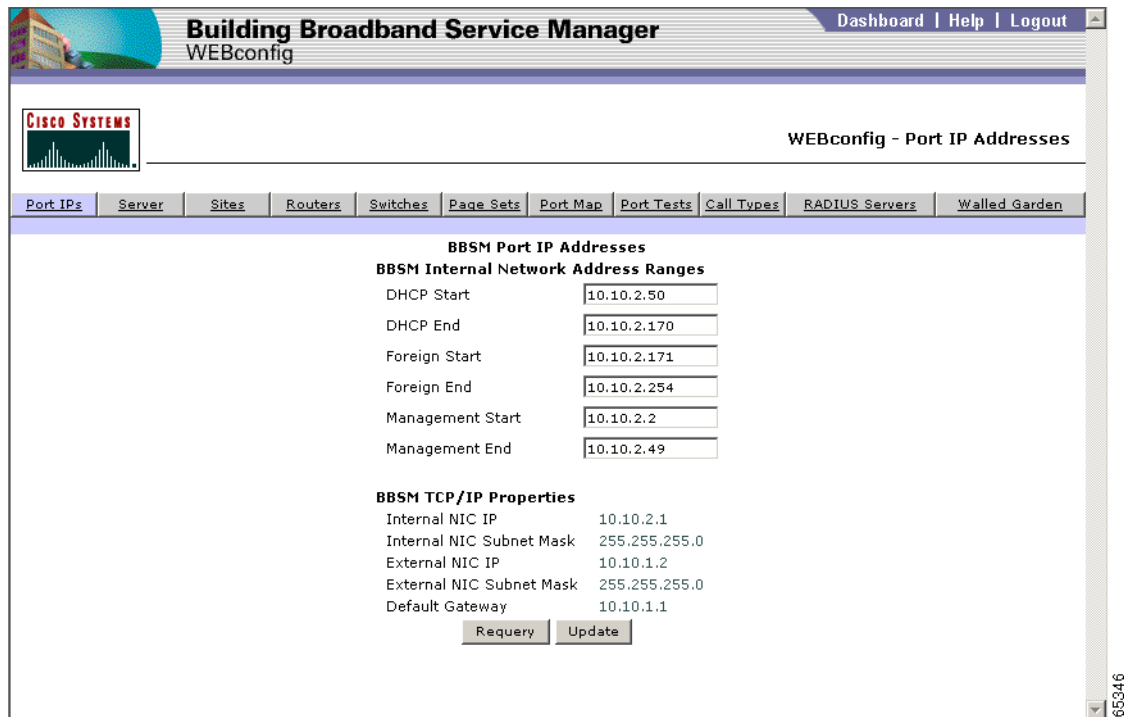 Building Broadband Service Manager
WEBconfig
Dashboard | Help | Logout
CISCO SYSTEMS
WEBconfig - Port IP Addresses
Port IPs Server Sites Routers Switches Page Sets Port Map Port Tests Call Types RADIUS Servers Walled Garden
BBSM Port IP Addresses
BBSM Internal Network Address Ranges
DHCP Start 10.10.2.50
DHCP End 10.10.2.170
Foreign Start 10.10.2.171
Foreign End 10.10.2.254
Management Start 10.10.2.2
Management End 10.10.2.49
BBSM TCP/IP Properties
Internal NIC IP 10.10.2.1
Internal NIC Subnet Mask 255.255.255.0
External NIC IP 10.10.1.2
External NIC Subnet Mask 255.255.255.0
Default Gateway 10.10.1.1
Requery Update
65346